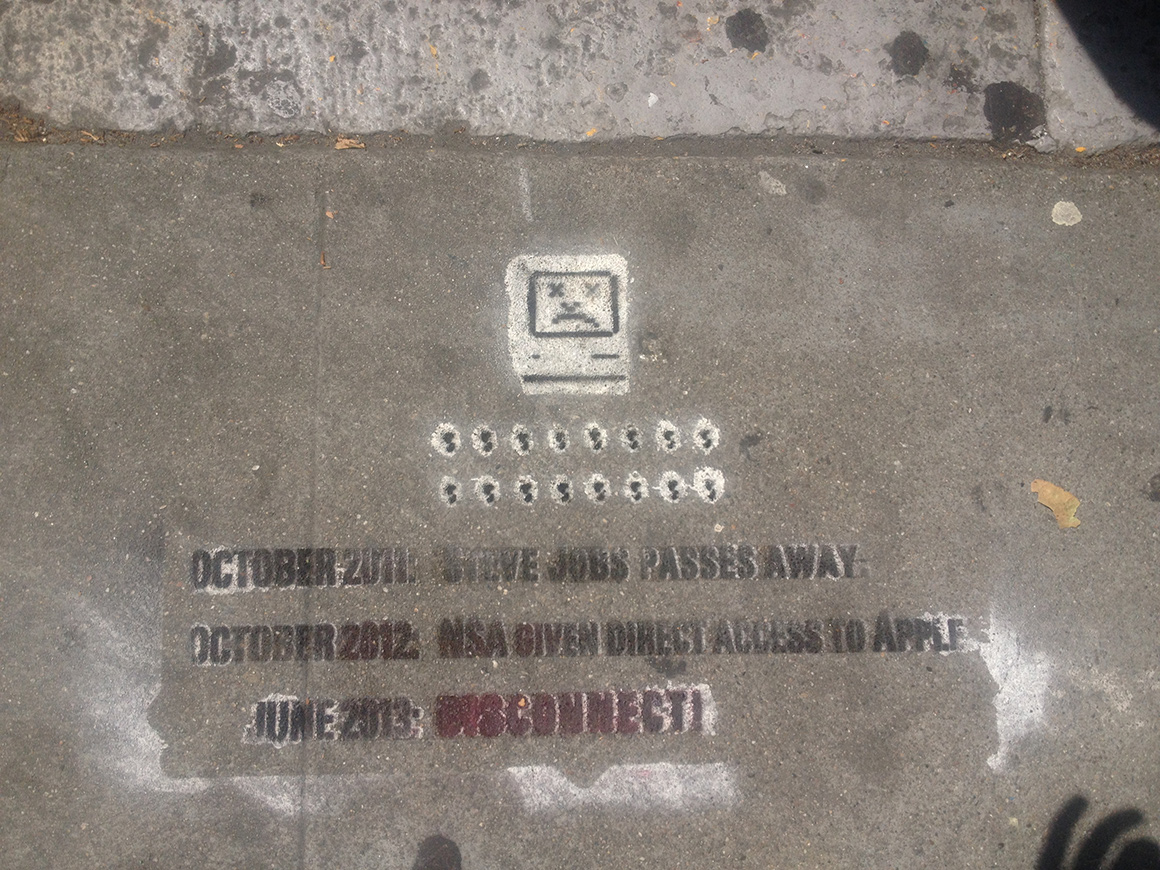 OCTOBER 2011: STEVE JOBS PASSES AWAY
OCTOBER 2012: NSA GIVEN DIRECT ACCESS TO APPLE
JUNE 2013: DISCONNECT!